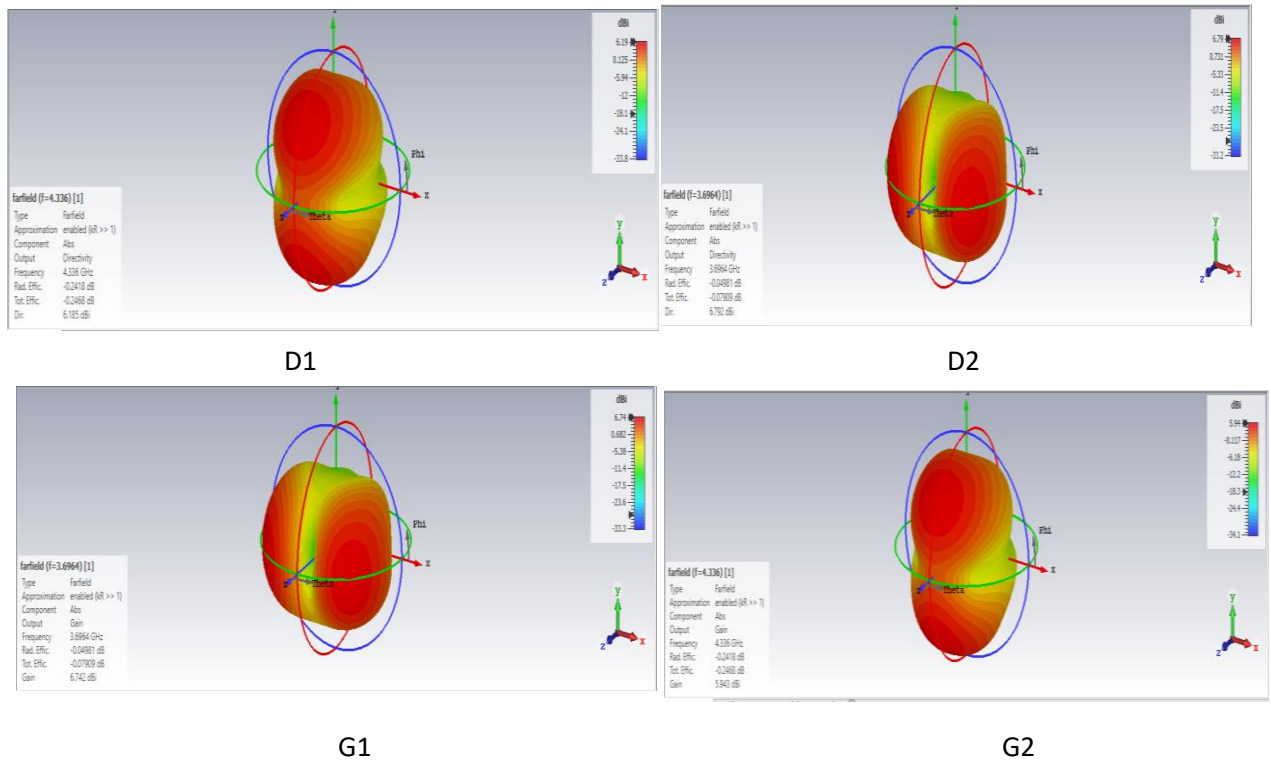 dBi
6.19
0.125
-5.94
-12
-18.1
-24.1
-33.8
Phi
x
z
Theta
farfield (f=4.336) [1]
Type Farfield
Approximation enabled (kR >> 1)
Component Abs
Output Directivity
Frequency 4.336 GHz
Rad. Effic. -0.2418 dB
Tot. Effic. -0.2468 dB
Dir. 6.185 dBi
y
z
x
D1
dBi
6.79
0.731
-5.33
-11.4
-17.5
-23.5
-33.2
Phi
x
z
Theta
farfield (f=3.6964) [1]
Type Farfield
Approximation enabled (kR >> 1)
Component Abs
Output Directivity
Frequency 3.6964 GHz
Rad. Effic. -0.04981 dB
Tot. Effic. -0.07909 dB
Dir. 6.792 dBi
y
z
x
D2
dBi
6.74
0.682
-5.38
-11.4
-17.5
-23.6
-33.3
Phi
x
z
Theta
farfield (f=3.6964) [1]
Type Farfield
Approximation enabled (kR >> 1)
Component Abs
Output Gain
Frequency 3.6964 GHz
Rad. Effic. -0.04981 dB
Tot. Effic. -0.07909 dB
Gain 6.742 dBi
y
z
x
G1
dBi
5.94
-0.117
-6.18
-12.2
-18.3
-24.4
-34.1
Phi
x
z
Theta
farfield (f=4.336) [1]
Type Farfield
Approximation enabled (kR >> 1)
Component Abs
Output Gain
Frequency 4.336 GHz
Rad. Effic. -0.2418 dB
Tot. Effic. -0.2468 dB
Gain 5.943 dBi
y
z
x
G2